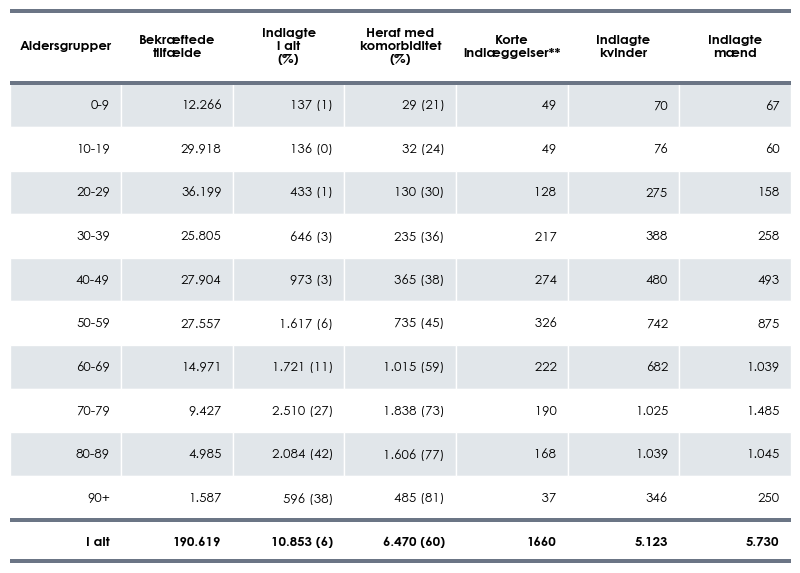 Aldersgrupper Bekræftede tilfælde Indlagte I alt (%) Heraf med komorbiditet (%) Korte indlæggelser** Indlagte kvinder Indlagte mænd
0-9 12.266 137 (1) 29 (21) 49 70 67
10-19 29.918 136 (0) 32 (24) 49 76 60
20-29 36.199 433 (1) 130 (30) 128 275 158
30-39 25.805 646 (3) 235 (36) 217 388 258
40-49 27.904 973 (3) 365 (38) 274 480 493
50-59 27.557 1.617 (6) 735 (45) 326 742 875
60-69 14.971 1.721 (11) 1.015 (59) 222 682 1.039
70-79 9.427 2.510 (27) 1.838 (73) 190 1.025 1.485
80-89 4.985 2.084 (42) 1.606 (77) 168 1.039 1.045
90+ 1.587 596 (38) 485 (81) 37 346 250
I alt 190.619 10.853 (6) 6.470 (60) 1660 5.123 5.730